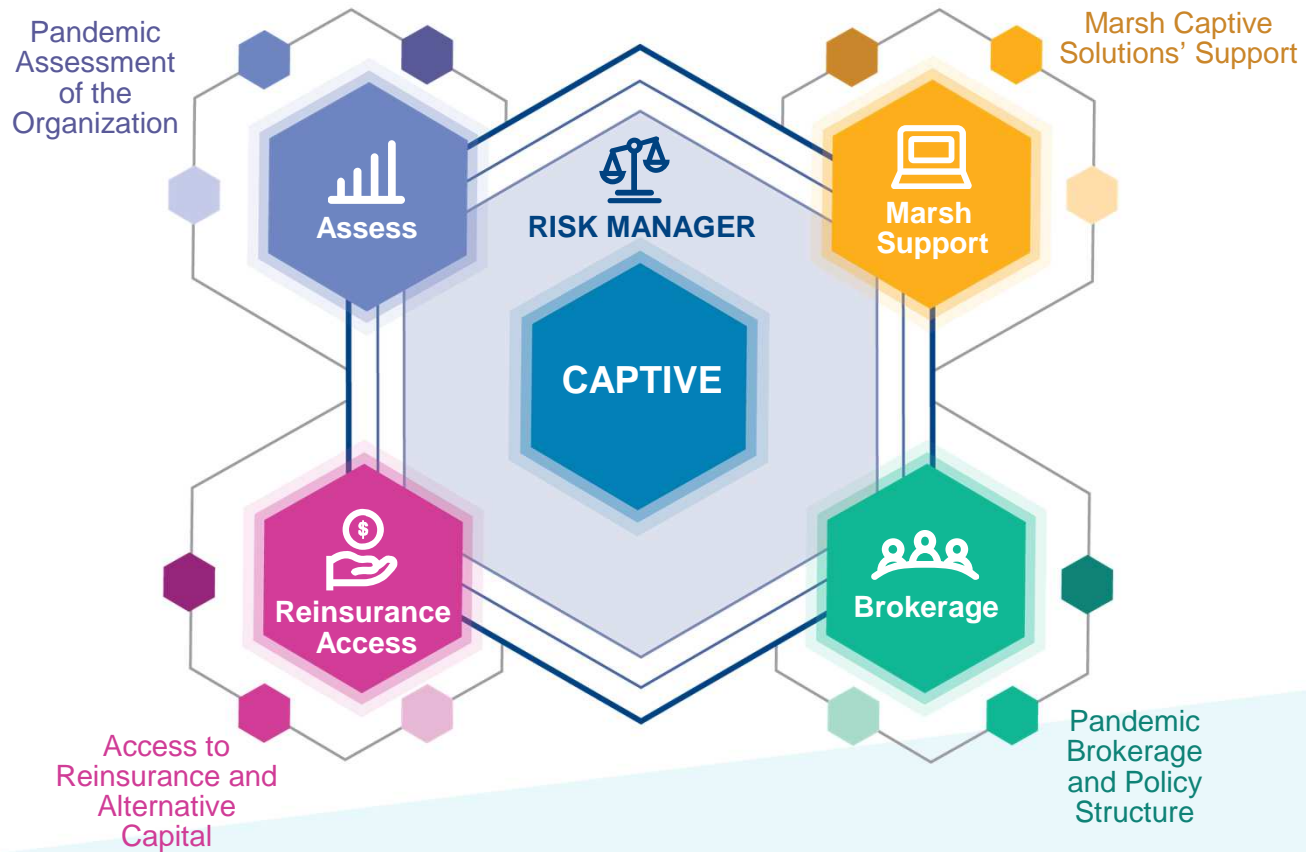 Pandemic
Assessment
of the
Organization
Marsh Captive
Solutions’ Support
Assess
RISK MANAGER
Marsh
Support
CAPTIVE
$
Reinsurance
Access
Brokerage
Access to
Reinsurance and
Alternative
Capital
Pandemic
Brokerage
and Policy
Structure